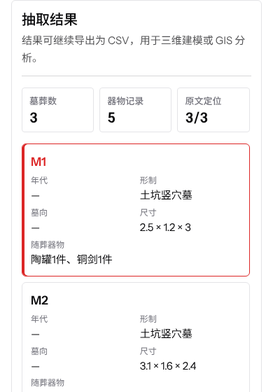 抽取结果
结果可继续导出为 CSV，用于三维建模或 GIS 分
析。
墓葬数 器物记录 原文定位
3 5 3/3
M1
年代 形制
— 土坑竖穴墓
墓向 尺寸
— 2.5 × 1.2 × 3
随葬器物
陶罐1件、铜剑1件
M2
年代 形制
— 土坑竖穴墓
墓向 尺寸
— 3.1 × 1.6 × 2.4
随葬器物